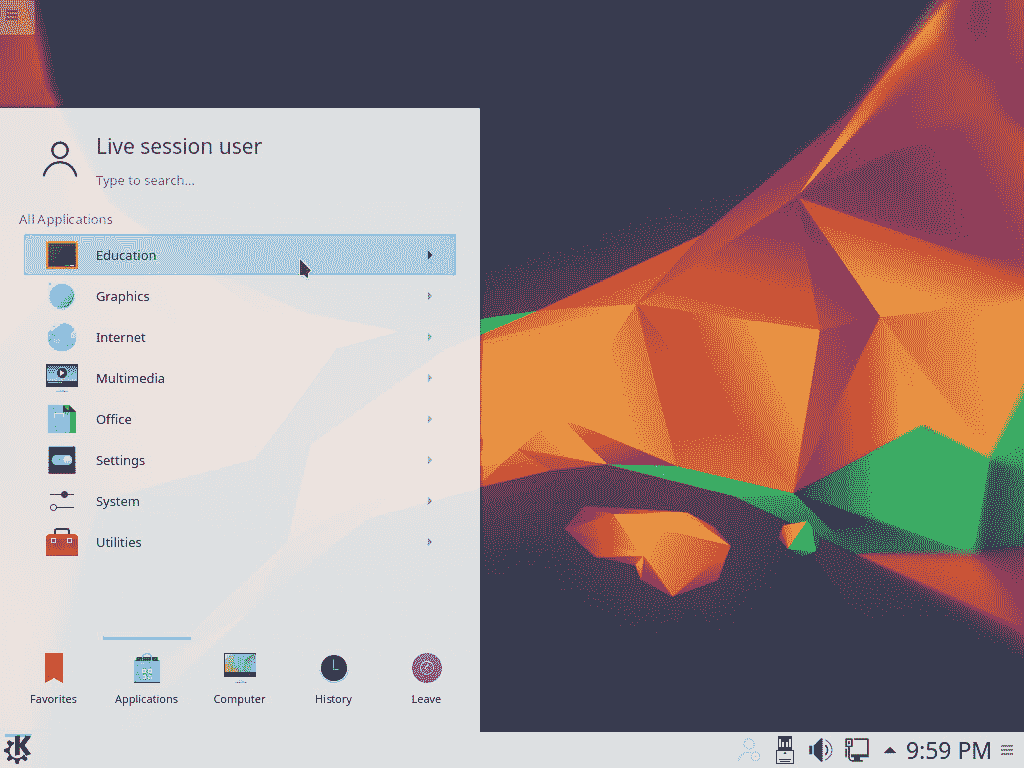 Live session user
Type to search...
All Applications
Education
Graphics
Internet
Multimedia
Office
Settings
System
Utilities
Favorites
Applications
Computer
History
Leave
9:59 PM